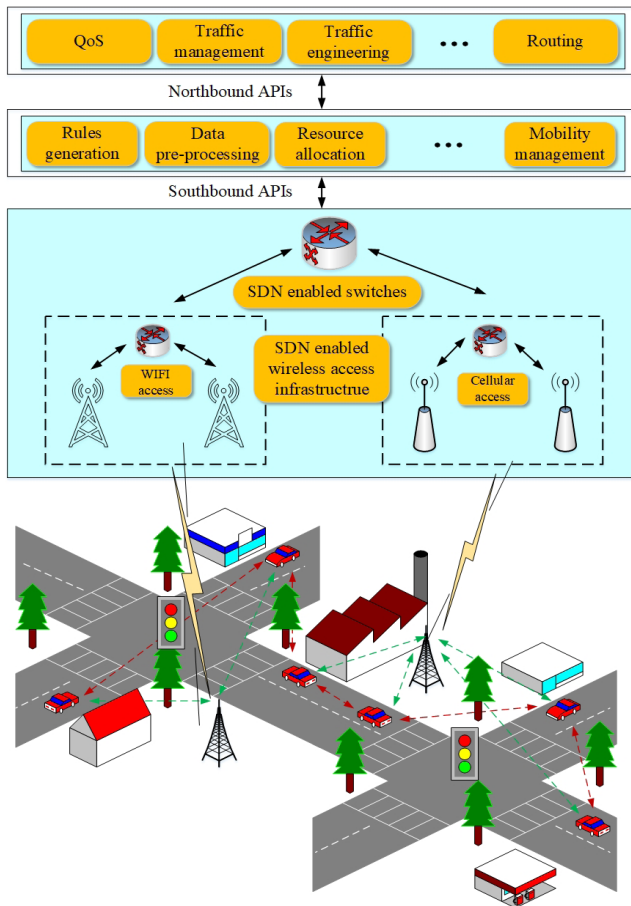 QoS
Traffic
management
Traffic
engineering
...
Routing
Northbound APIs
Rules
generation
Data
pre-processing
Resource
allocation
...
Mobility
management
Southbound APIs
SDN enabled switches
WIFI
access
SDN enabled
wireless access
infrastructrue
Cellular
access